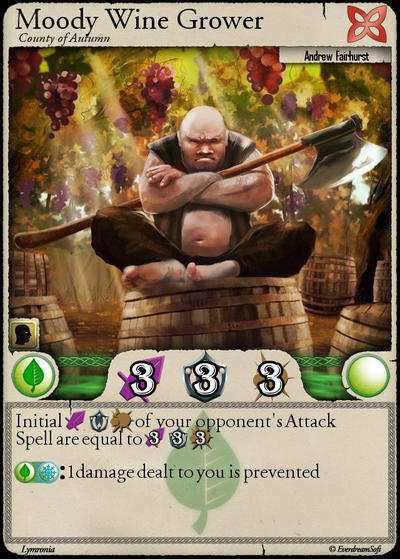 Moody Wine Grower
County of Autumn
Andrew Fairhurst
3 3 3
Initial of your opponent's Attack
Spell are equal to 3 3 3
: 1 damage dealt to you is prevented
Lymronia © EverdreamSoft